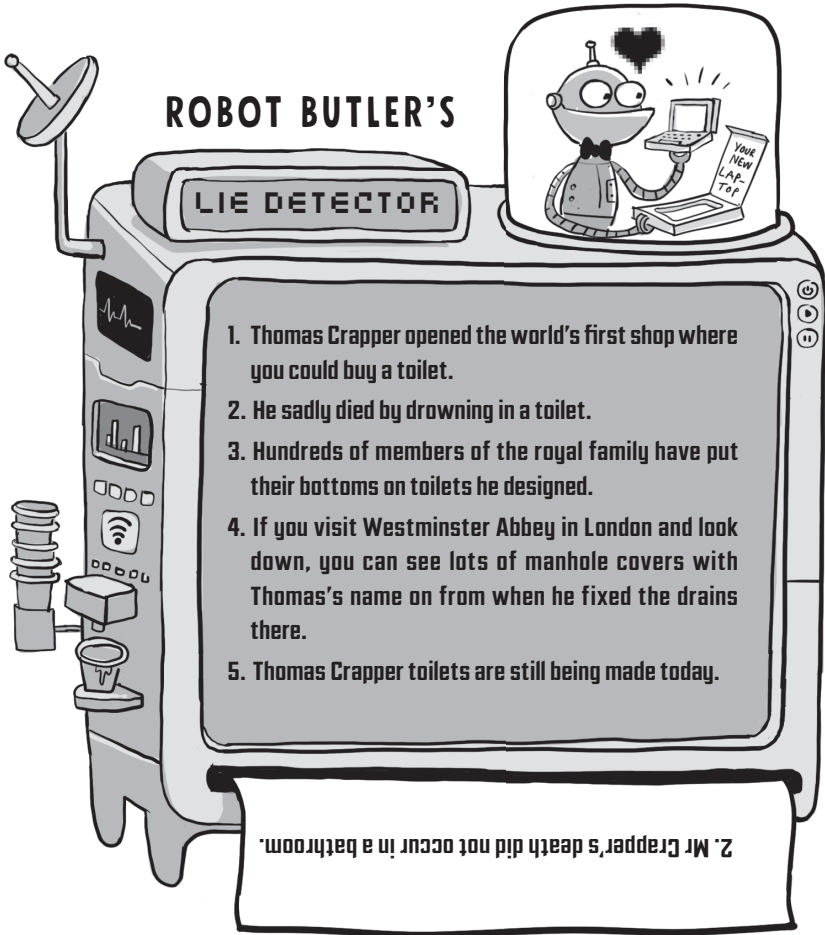 ROBOT BUTLER'S
LIE DETECTOR
YOUR
NEW
LAP-
TOP
1. Thomas Crapper opened the world's first shop where
you could buy a toilet.
2. He sadly died by drowning in a toilet.
3. Hundreds of members of the royal family have put
their bottoms on toilets he designed.
4. If you visit Westminster Abbey in London and look
down, you can see lots of manhole covers with
Thomas's name on from when he fixed the drains
there.
5. Thomas Crapper toilets are still being made today.
2. Mr Crapper's death did not occur in a bathroom.